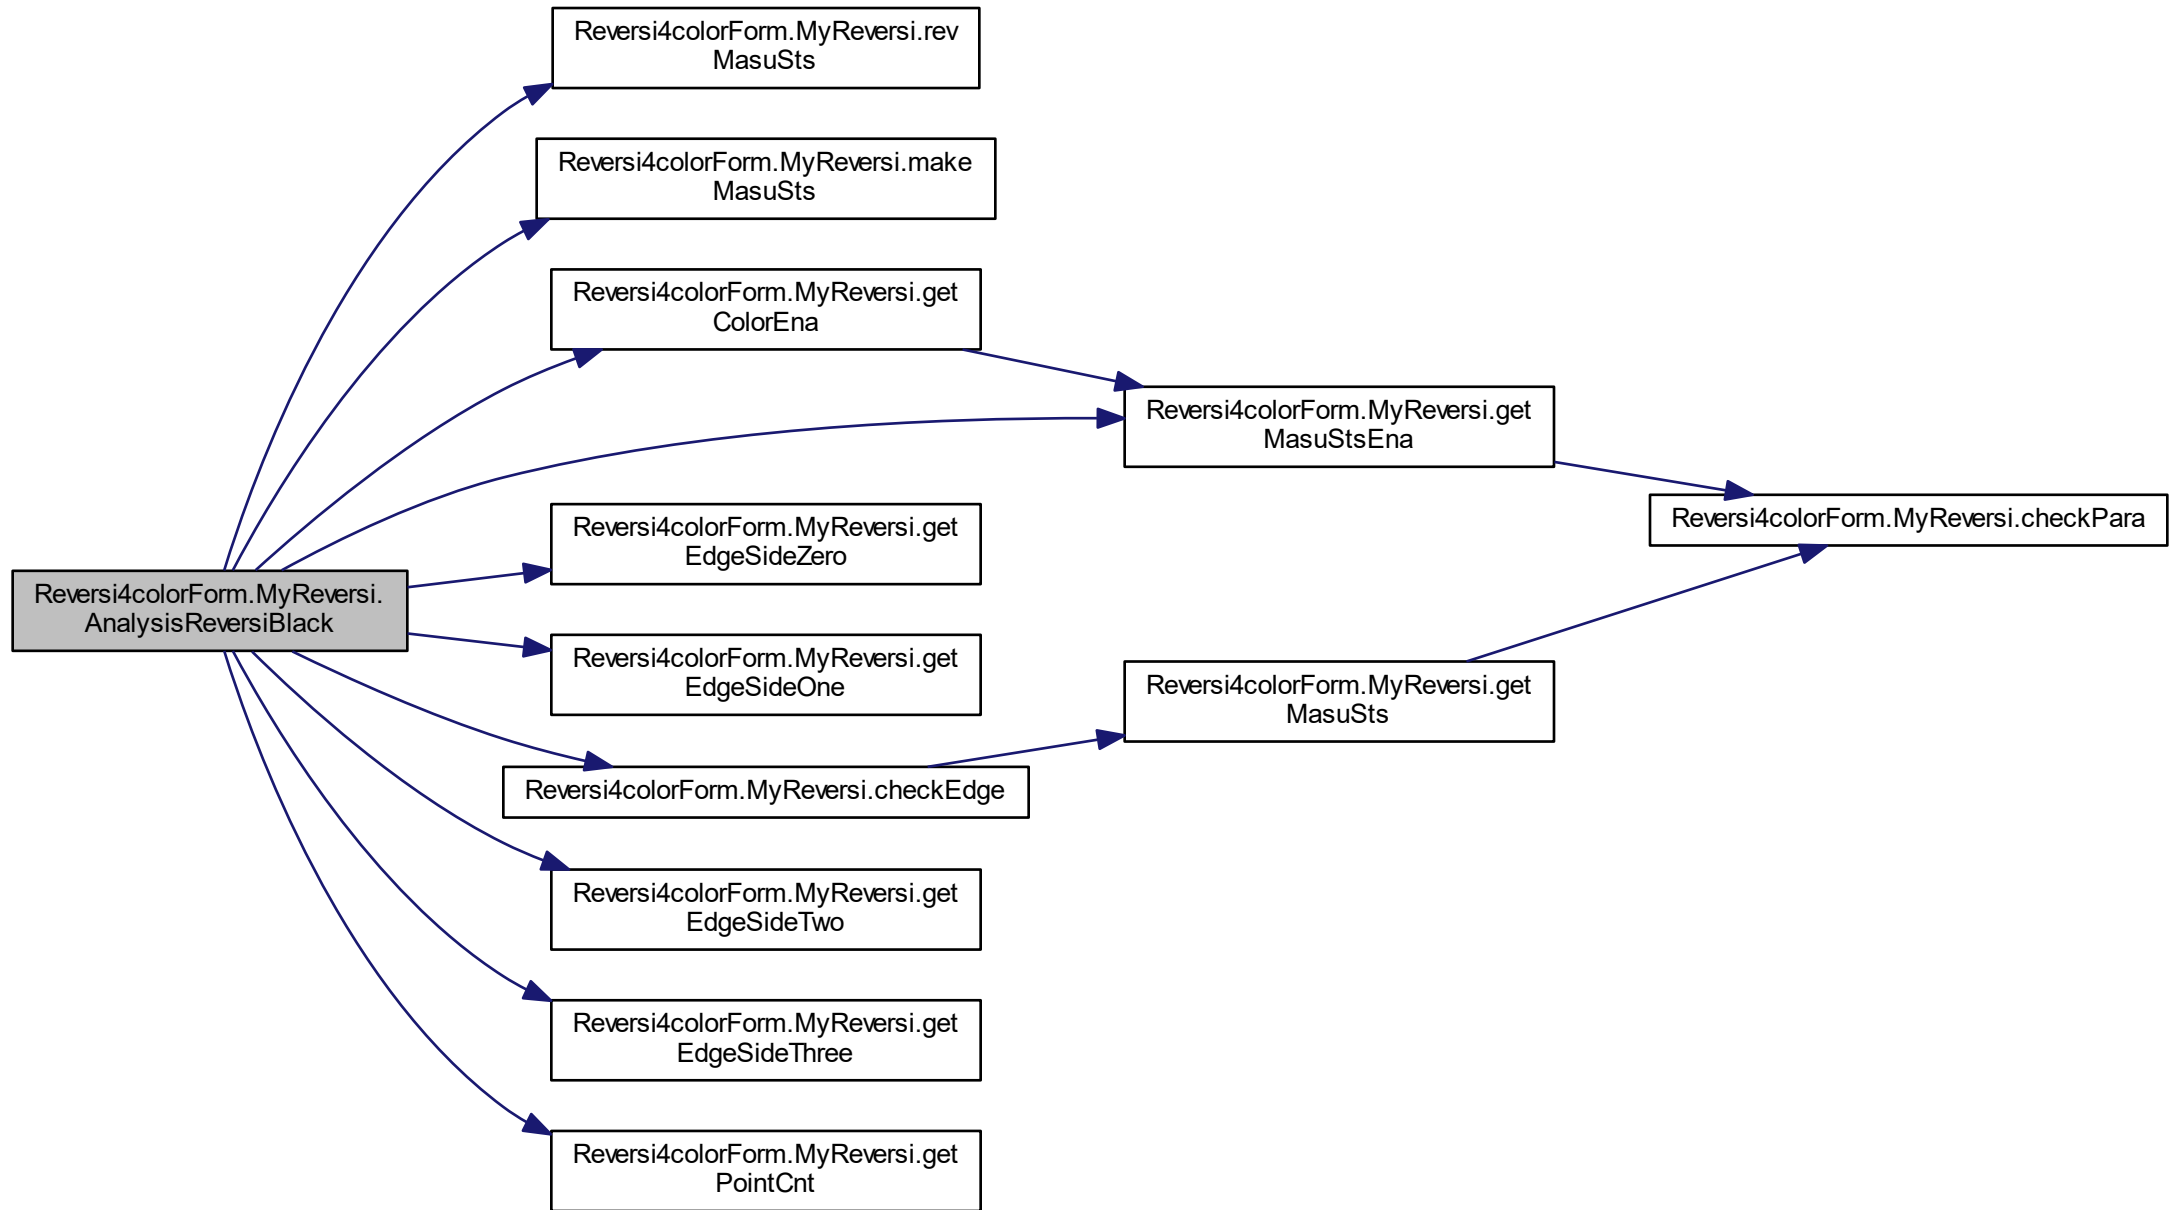 Reversi4colorForm.MyReversi.rev
MasuSts
Reversi4colorForm.MyReversi.make
MasuSts
Reversi4colorForm.MyReversi.get
ColorEna
Reversi4colorForm.MyReversi.get
MasuStsEna
Reversi4colorForm.MyReversi.checkPara
Reversi4colorForm.MyReversi.get
EdgeSideZero
Reversi4colorForm.MyReversi.
AnalysisReversiBlack
Reversi4colorForm.MyReversi.get
EdgeSideOne
Reversi4colorForm.MyReversi.get
MasuSts
Reversi4colorForm.MyReversi.checkEdge
Reversi4colorForm.MyReversi.get
EdgeSideTwo
Reversi4colorForm.MyReversi.get
EdgeSideThree
Reversi4colorForm.MyReversi.get
PointCnt